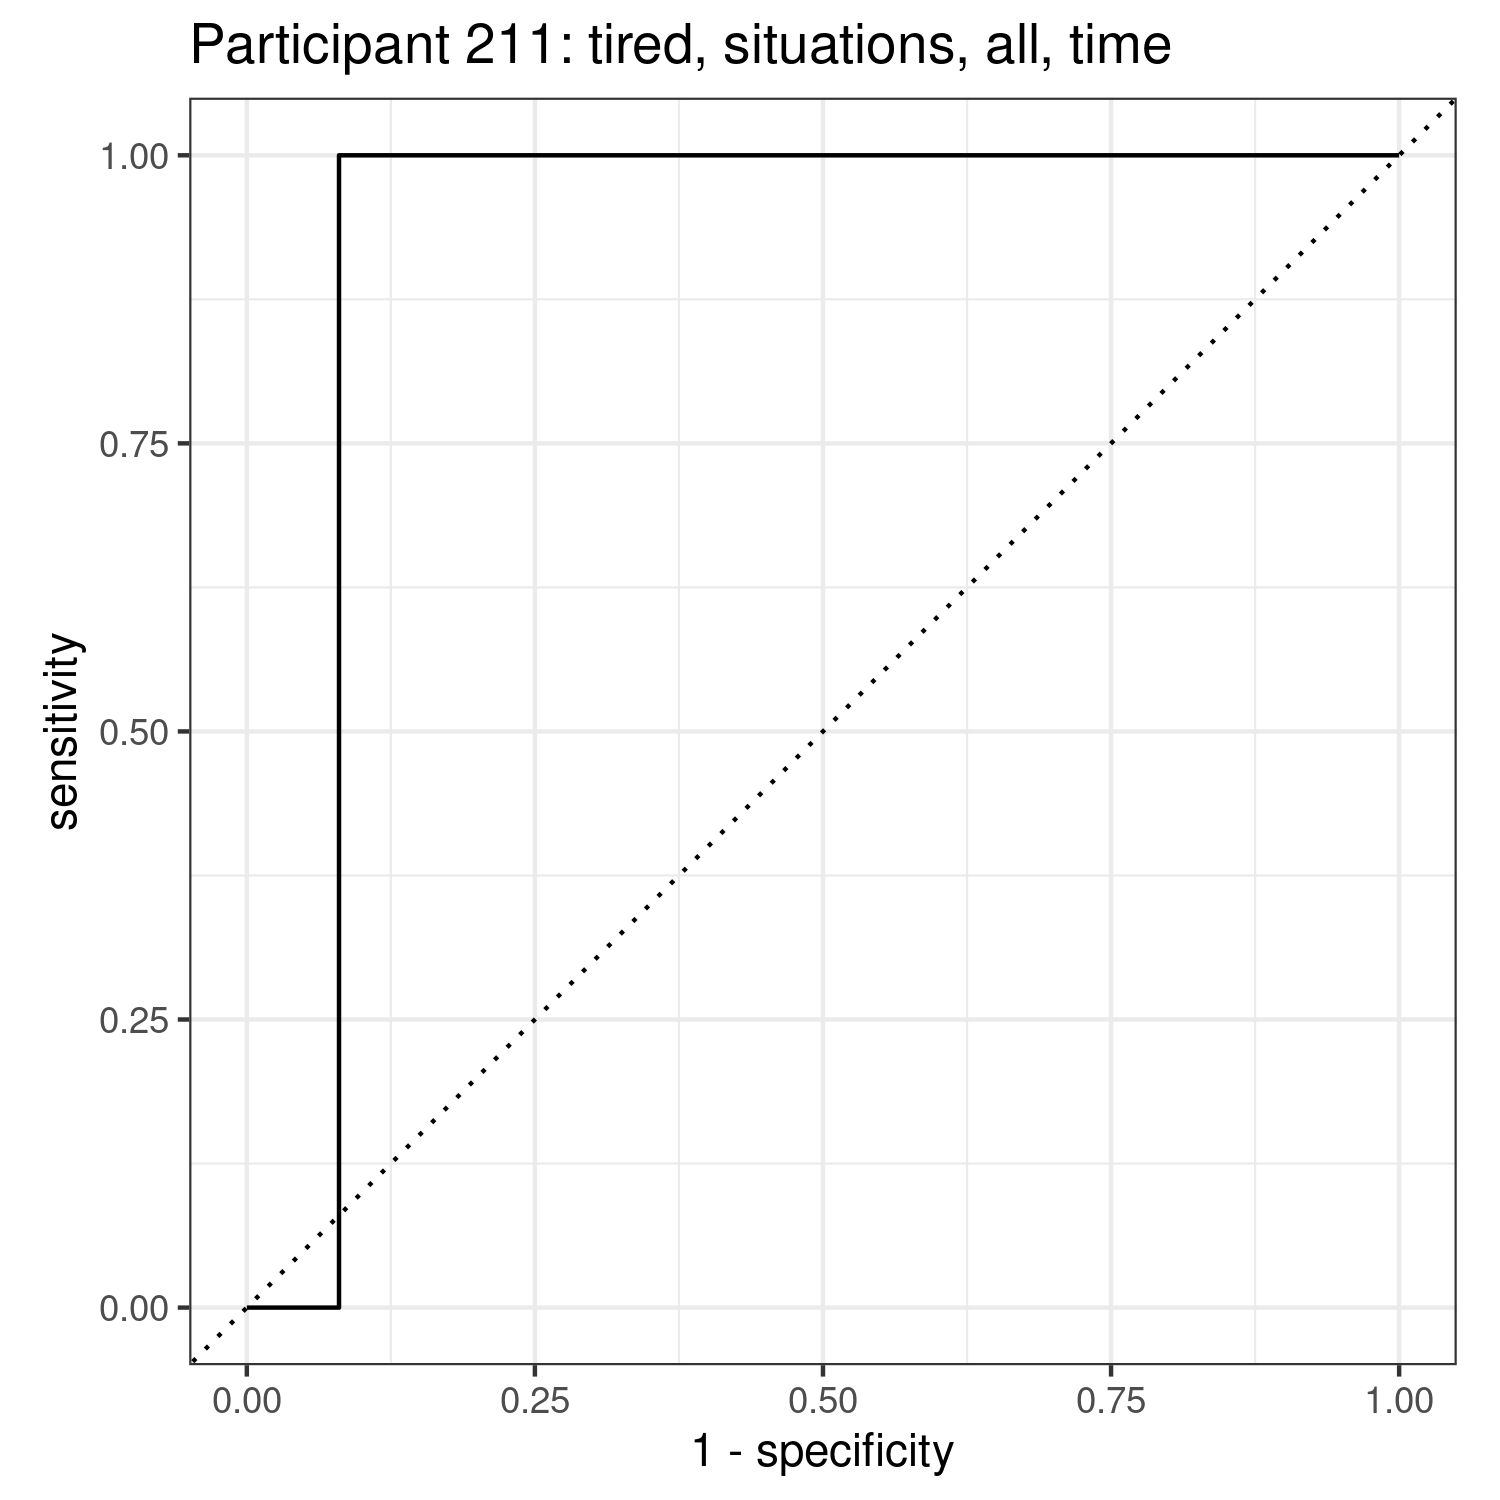 Participant 211: tired, situations, all, time
1.00
0.75
0.50
0.25
0.00
sensitivity
0.00 0.25 0.50 0.75 1.00
1 - specificity